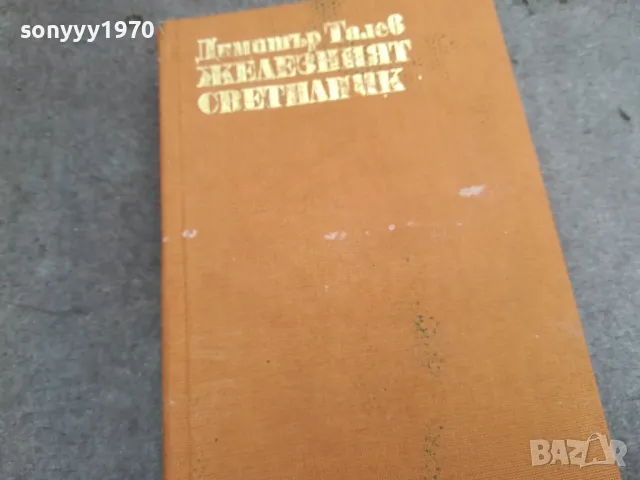 sonyyy1970
Димитър Талев
ЖЕЛЕЗНИЯТ
СВЕТИЛНИК
BAZAR